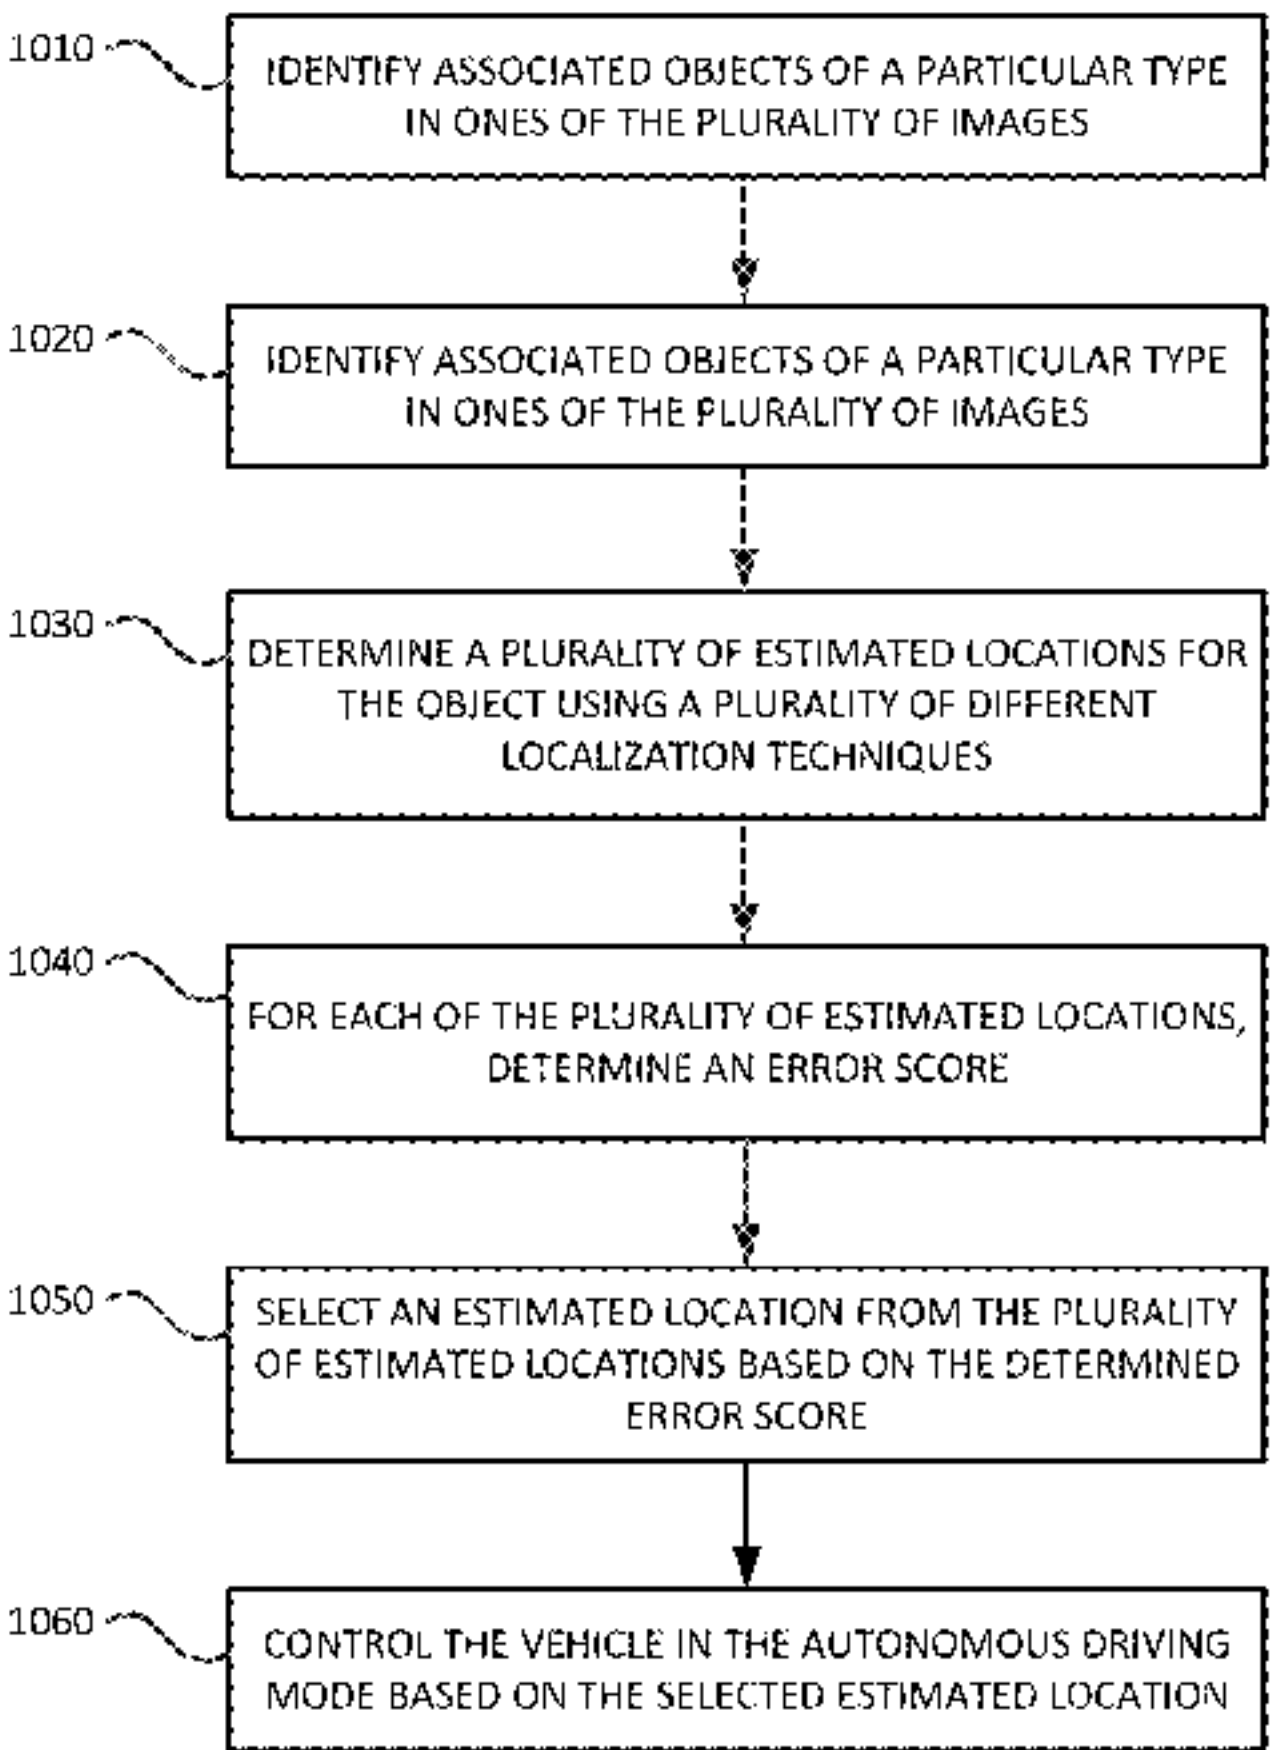 1010
IDENTIFY ASSOCIATED OBJECTS OF A PARTICULAR TYPE
IN ONES OF THE PLURALITY OF IMAGES
1020
IDENTIFY ASSOCIATED OBJECTS OF A PARTICULAR TYPE
IN ONES OF THE PLURALITY OF IMAGES
1030
DETERMINE A PLURALITY OF ESTIMATED LOCATIONS FOR
THE OBJECT USING A PLURALITY OF DIFFERENT
LOCALIZATION TECHNIQUES
1040
FOR EACH OF THE PLURALITY OF ESTIMATED LOCATIONS,
DETERMINE AN ERROR SCORE
1050
SELECT AN ESTIMATED LOCATION FROM THE PLURALITY
OF ESTIMATED LOCATIONS BASED ON THE DETERMINED
ERROR SCORE
1060
CONTROL THE VEHICLE IN THE AUTONOMOUS DRIVING
MODE BASED ON THE SELECTED ESTIMATED LOCATION